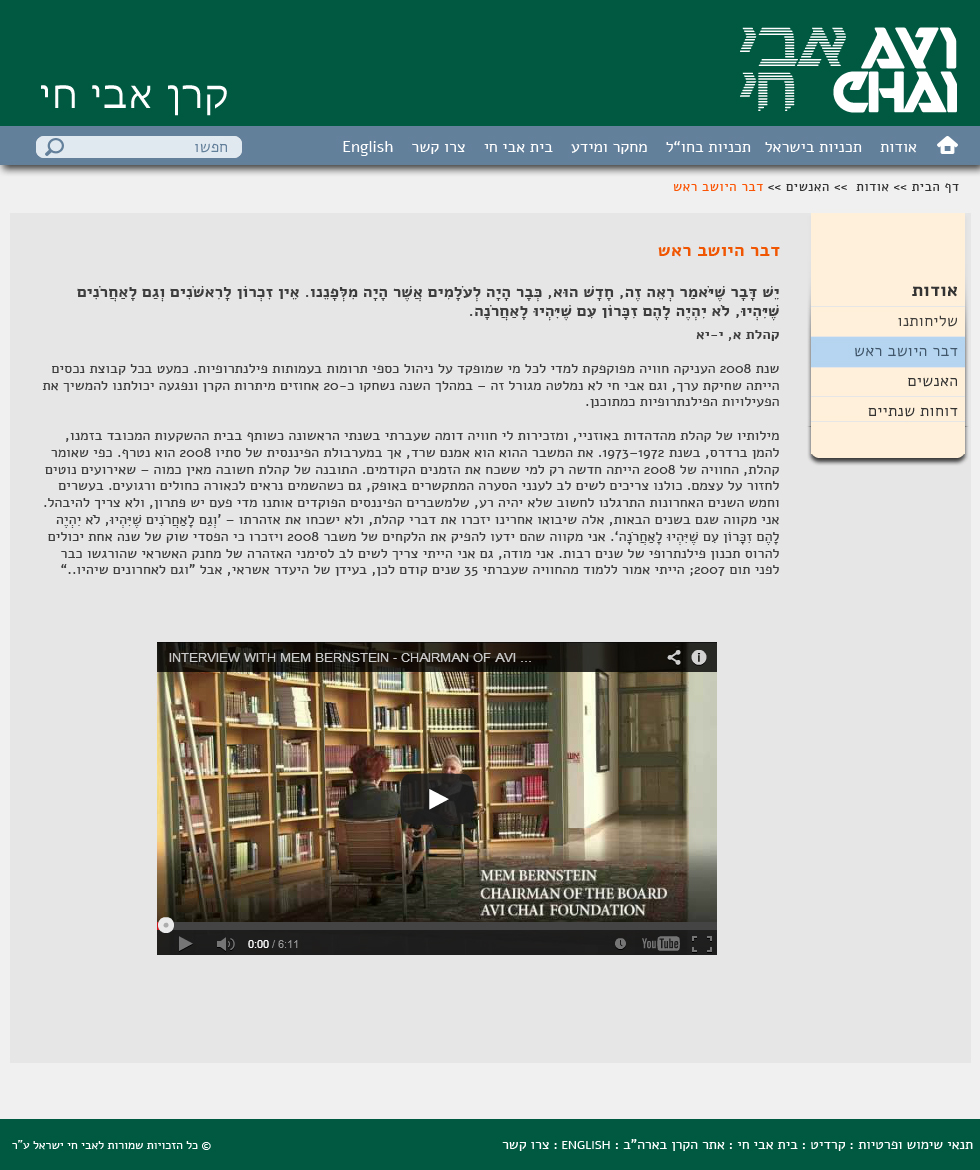 אבי AVI
חי CHAI
קרן אבי חי
אודות תכניות בישראל תכניות בחו״ל מחקר ומידע בית אבי חי צרו קשר English חפשו
דף הבית >> אודות >> האנשים >> דבר היושב ראש
אודות
שליחותנו
דבר היושב ראש
האנשים
דוחות שנתיים
דבר היושב ראש
יֵשׁ דָּבָר שֶׁיֹּאמַר רְאֵה זֶה, חָדָשׁ הוּא, כְּבָר הָיָה לְעֹלָמִים אֲשֶׁר הָיָה מִלְּפָנֵנוּ. אֵין זִכְרוֹן לָרִאשֹׁנִים וְגַם לָאַחֲרֹנִים
שֶׁיִּהְיוּ, לֹא יִהְיֶה לָהֶם זִכָּרוֹן עִם שֶׁיִּהְיוּ לָאַחֲרֹנָה.
קהלת א, י-יא
שנת 2008 העניקה חוויה מפוקפקת למדי לכל מי שמופקד על ניהול כספי תרומות בעמותות פילנתרופיות. כמעט בכל קבוצת נכסים
הייתה שחיקת ערך, וגם אבי חי לא נמלטה מגורל זה – במהלך השנה נשחקו כ-20 אחוזים מיתרות הקרן ונפגעה יכולתנו להמשיך את
הפעילויות הפילנתרופיות כמתוכנן.
מילותיו של קהלת מהדהדות באוזניי, ומזכירות לי חוויה דומה שעברתי בשנתי הראשונה כשותף בבית ההשקעות המכובד בזמנו,
להמן ברדרס, בשנת 1972–1973. את המשבר ההוא הוא אמנם שרד, אך במערבולת הפיננסית של סתיו 2008 הוא נטרף. כפי שאומר
קהלת, החוויה של 2008 הייתה חדשה רק למי ששכח את הזמנים הקודמים. התובנה של קהלת חשובה מאין כמוה – שאירועים נוטים
לחזור על עצמם. כולנו צריכים לשים לב לענני הסערה המתקשרים באופק, גם כשהשמים נראים לכאורה כחולים ורגועים. בעשרים
וחמש השנים האחרונות התרגלנו לחשוב שלא יהיה רע, שלמשברים הפיננסים הפוקדים אותנו מדי פעם יש פתרון, ולא צריך להיבהל.
אני מקווה שגם בשנים הבאות, אלה שיבואו אחרינו יזכרו את דברי קהלת, ולא ישכחו את אזהרתו – ’וְגַם לָאַחֲרֹנִים שֶׁיִּהְיוּ, לֹא יִהְיֶה
לָהֶם זִכָּרוֹן עִם שֶׁיִּהְיוּ לָאַחֲרֹנָה‘. אני מקווה שהם ידעו להפיק את הלקחים של משבר 2008 ויזכרו כי הפסדי שוק של שנה אחת יכולים
להרוס תכנון פילנתרופי של שנים רבות. אני מודה, גם אני הייתי צריך לשים לב לסימני האזהרה של מחנק האשראי שהורגשו כבר
לפני תום 2007; הייתי אמור ללמוד מהחוויה שעברתי 35 שנים קודם לכן, בעידן של היעדר אשראי, אבל ”וגם לאחרונים שיהיו..“
INTERVIEW WITH MEM BERNSTEIN - CHAIRMAN OF AVI ...
MEM BERNSTEIN
CHAIRMAN OF THE BOARD
AVI CHAI FOUNDATION
0:00 / 6:11 YouTube
תנאי שימוש ופרטיות : קרדיט : בית אבי חי : אתר הקרן בארה”ב : ENGLISH : צרו קשר
© כל הזכויות שמורות לאבי חי ישראל ע”ר